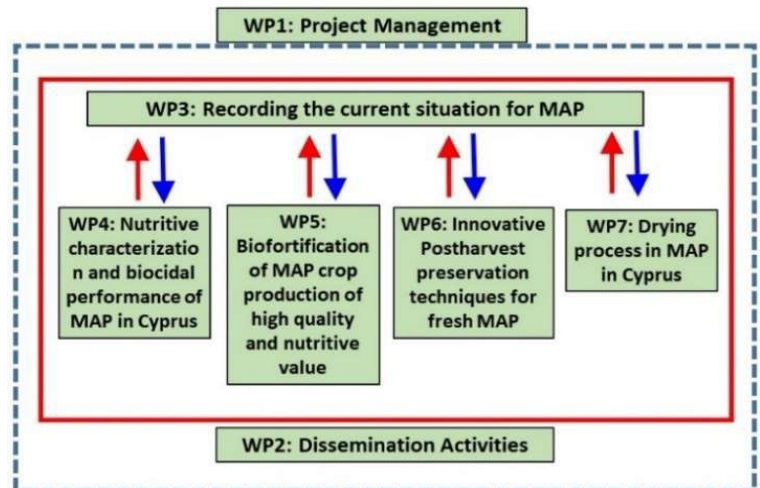 WP1: Project Management
WP3: Recording the current situation for MAP
WP4: Nutritive
characterizatio
n and biocidal
performance of
MAP in Cyprus
WP5:
Biofortification
of MAP crop
production of
high quality
and nutritive
value
WP6: Innovative
Postharvest
preservation
techniques for
fresh MAP
WP7: Drying
process in MAP
in Cyprus
WP2: Dissemination Activities